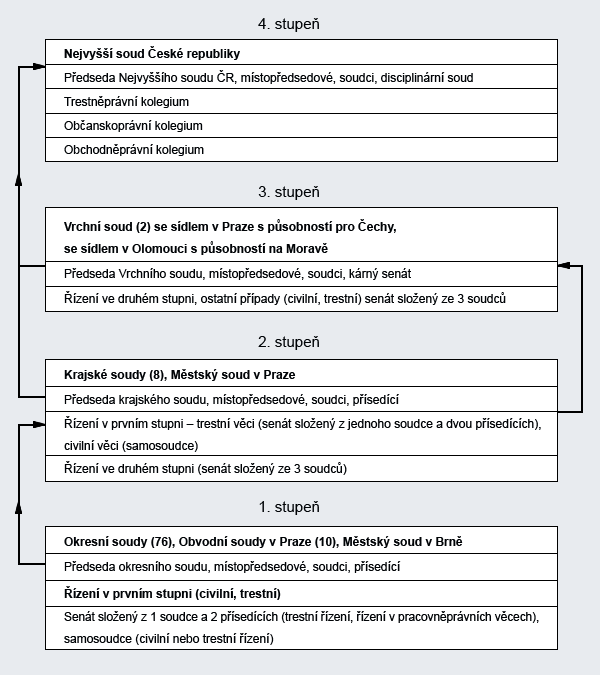 4. stupeň
Nejvyšší soud České republiky
Předseda Nejvyššího soudu ČR, místopředsedové, soudci, disciplinární soud
Trestněprávní kolegium
Občanskoprávní kolegium
Obchodněprávní kolegium
3. stupeň
Vrchní soud (2) se sídlem v Praze s působností pro Čechy,
se sídlem v Olomouci s působností na Moravě
Předseda Vrchního soudu, místopředsedové, soudci, kárný senát
Řízení ve druhém stupni, ostatní případy (civilní, trestní) senát složený ze 3 soudců
2. stupeň
Krajské soudy (8), Městský soud v Praze
Předseda krajského soudu, místopředsedové, soudci, přísedící
Řízení v prvním stupni – trestní věci (senát složený z jednoho soudce a dvou přísedících),
civilní věci (samosoudce)
Řízení ve druhém stupni (senát složený ze 3 soudců)
1. stupeň
Okresní soudy (76), Obvodní soudy v Praze (10), Městský soud v Brně
Předseda okresního soudu, místopředsedové, soudci, přísedící
Řízení v prvním stupni (civilní, trestní)
Senát složený z 1 soudce a 2 přísedících (trestní řízení, řízení v pracovněprávních věcech),
samosoudce (civilní nebo trestní řízení)